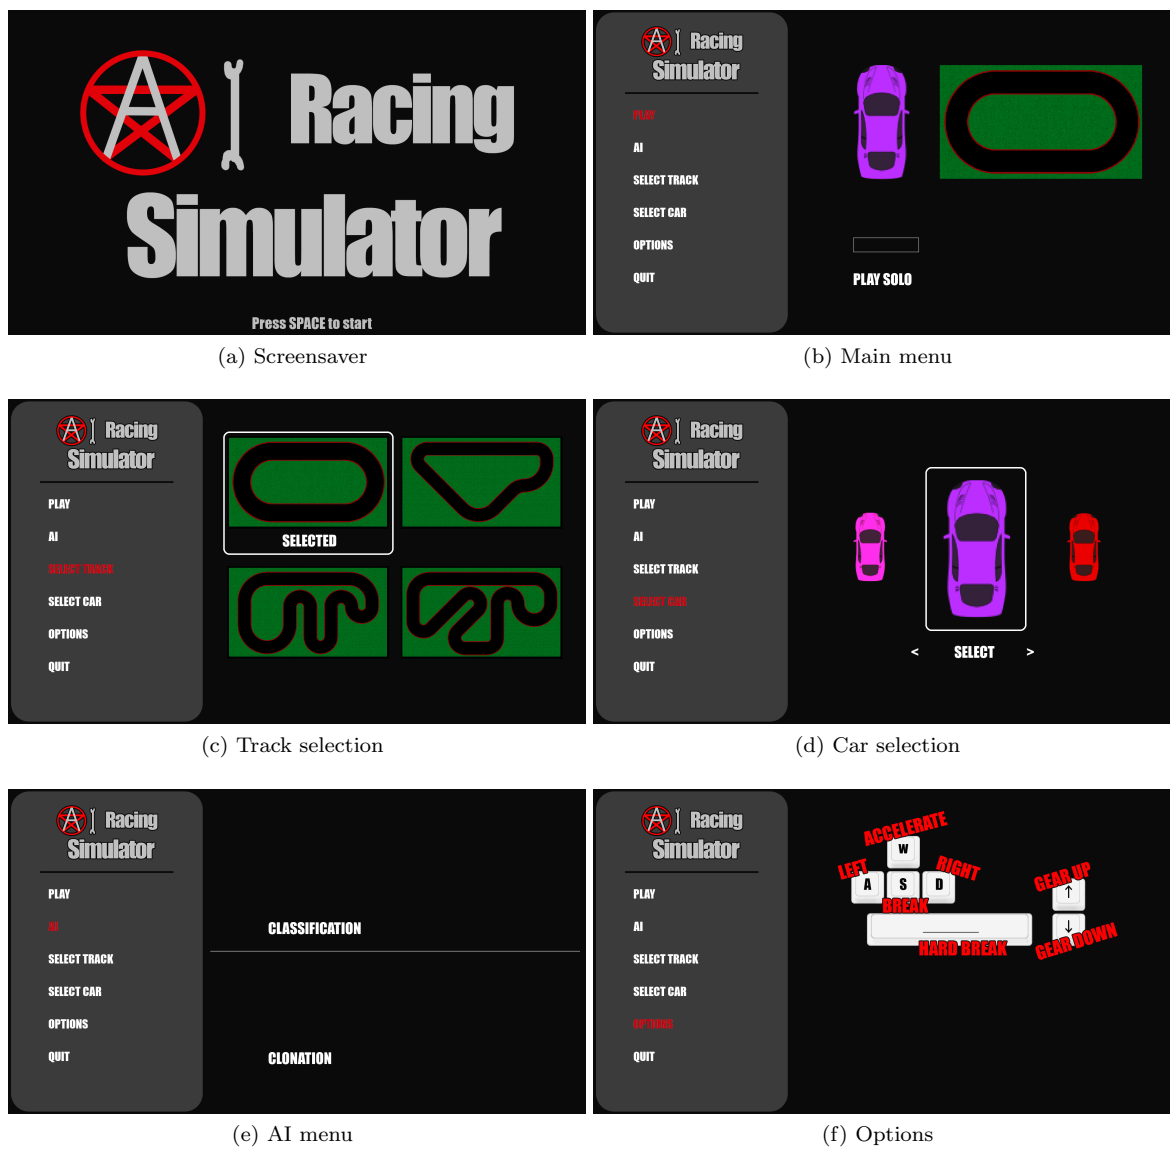 Racing
Simulator
Press SPACE to start
(a) Screensaver
Racing
Simulator
PLAY
AI
SELECT TRACK
SELECT CAR
OPTIONS
QUIT
PLAY SOLO
(b) Main menu
Racing
Simulator
PLAY
AI
SELECT TRACK
SELECT CAR
OPTIONS
QUIT
SELECTED
(c) Track selection
Racing
Simulator
PLAY
AI
SELECT TRACK
SELECT CAR
OPTIONS
QUIT
< SELECT >
(d) Car selection
Racing
Simulator
PLAY
AI
SELECT TRACK
SELECT CAR
OPTIONS
QUIT
CLASSIFICATION
CLONATION
(e) AI menu
Racing
Simulator
PLAY
AI
SELECT TRACK
SELECT CAR
OPTIONS
QUIT
ACCELERATE
W
LEFT
RIGHT
A S D
BREAK
HARD BREAK
GEAR UP
↑
↓
GEAR DOWN
(f) Options